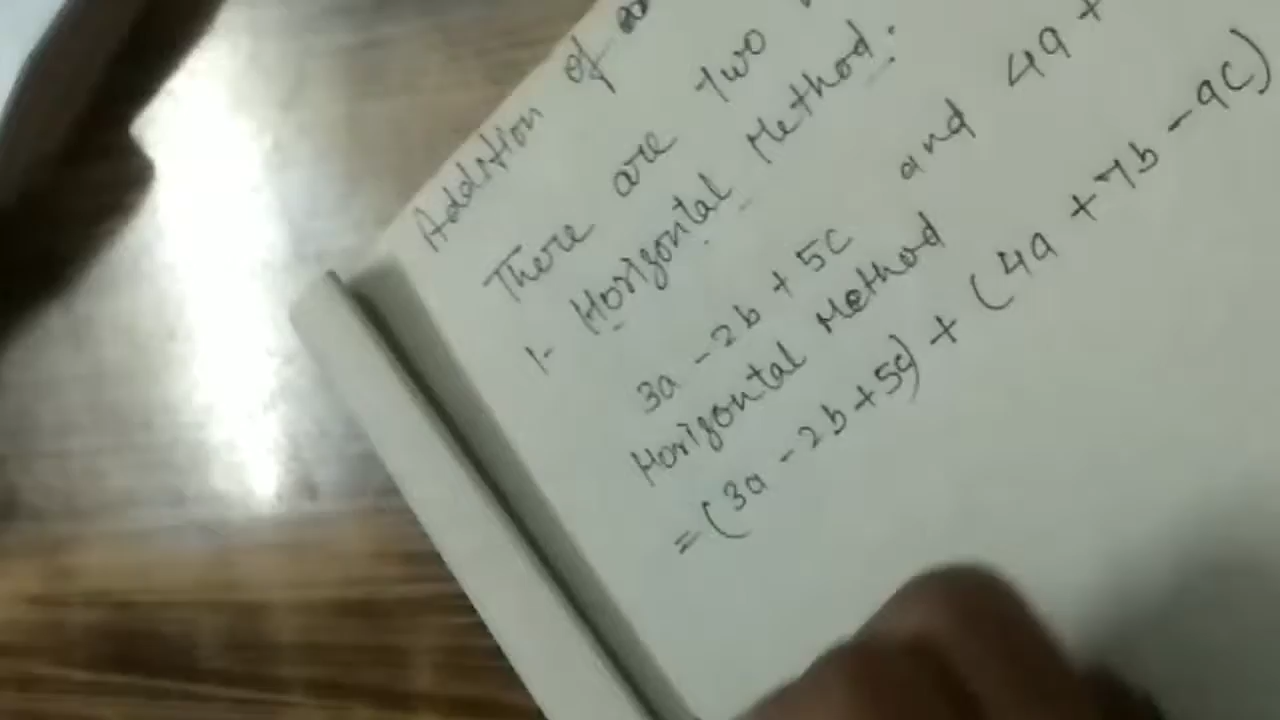 Addition of
There are two
1- Horizontal Method.
3a - 2b + 5c and 4a +
Horizontal Method
= (3a - 2b + 5c) + (4a + 7b - 9c)